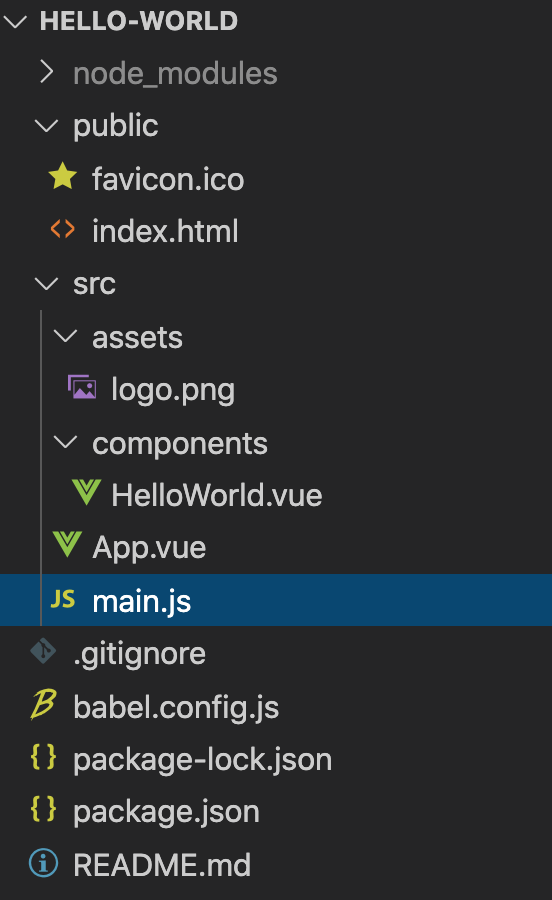 HELLO-WORLD
node_modules
public
favicon.ico
index.html
src
assets
logo.png
components
HelloWorld.vue
App.vue
JS main.js
.gitignore
babel.config.js
package-lock.json
package.json
README.md